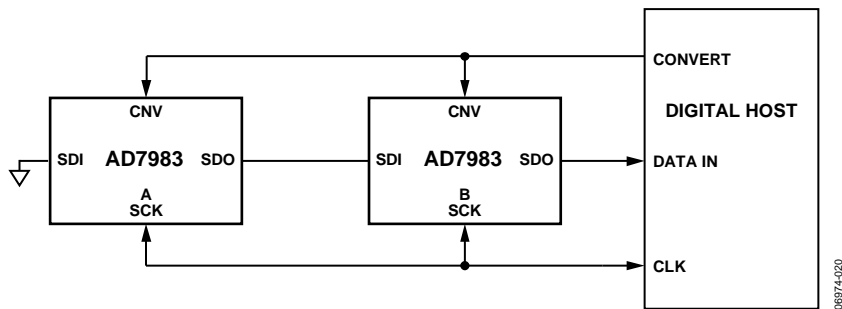 CONVERT
CNV
CNV
DIGITAL HOST
SDI AD7983 SDO
SDI AD7983 SDO
DATA IN
A
SCK
B
SCK
CLK
06974-020